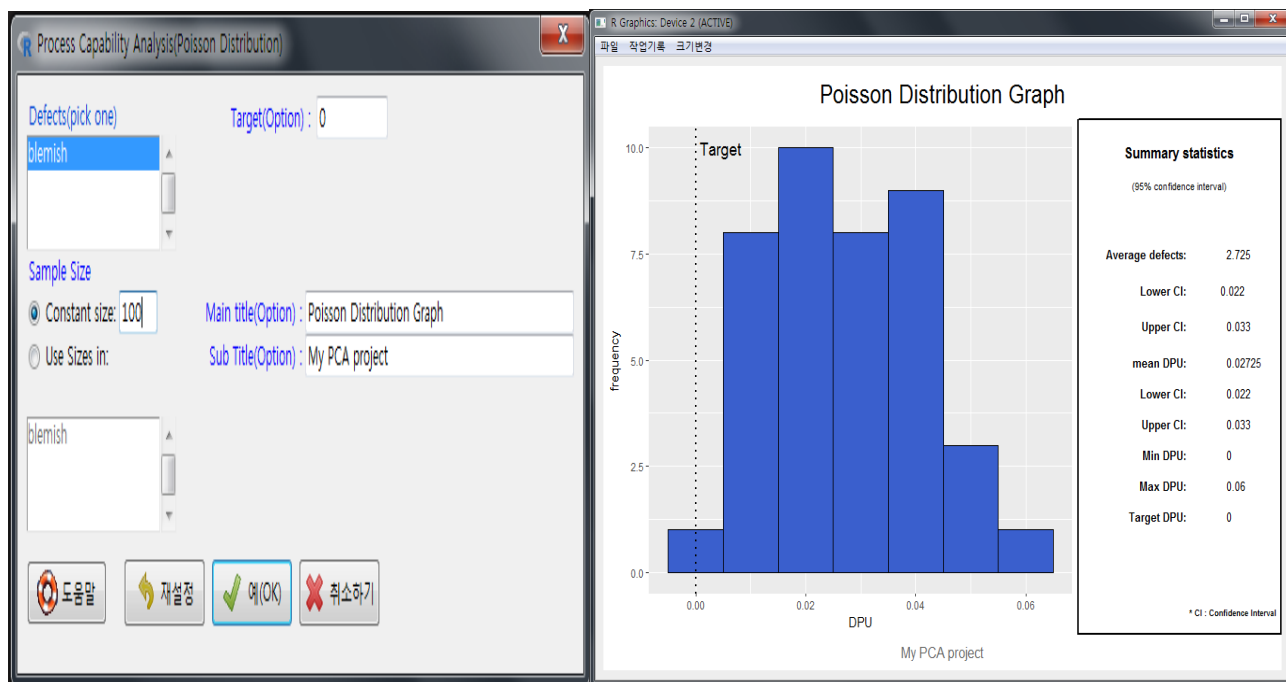 Process Capability Analysis(Poisson Distribution)
Defects(pick one)
Target(Option) : 0
blemish
Sample Size
Constant size: 100
Main title(Option) : Poisson Distribution Graph
Use Sizes in:
Sub Title(Option) : My PCA project
blemish
도움말
재설정
예(OK)
취소하기
R Graphics: Device 2 (ACTIVE)
파일 작업기록 크기변경
Poisson Distribution Graph
Target
frequency
10.0
7.5
5.0
2.5
0.0
0.00 0.02 0.04 0.06
DPU
My PCA project
Summary statistics
(95% confidence interval)
Average defects: 2.725
Lower CI: 0.022
Upper CI: 0.033
mean DPU: 0.02725
Lower CI: 0.022
Upper CI: 0.033
Min DPU: 0
Max DPU: 0.06
Target DPU: 0
* CI : Confidence Interval